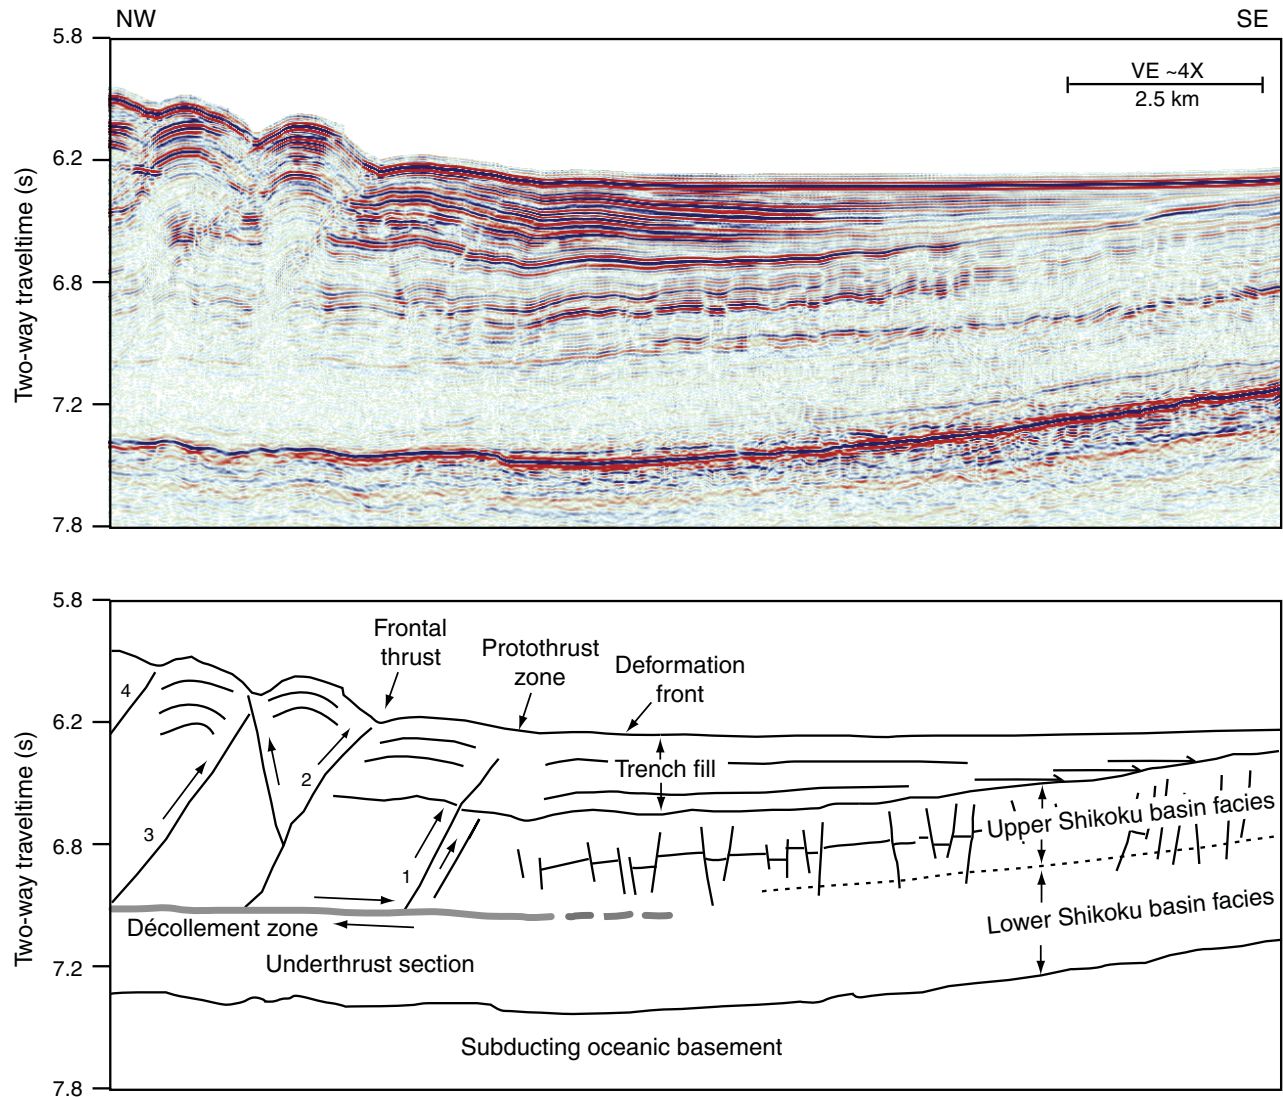 NW
SE
5.8
VE ~4X
2.5 km
6.2
6.8
7.2
7.8
Two-way traveltime (s)
5.8
Frontal
thrust
Protothrust
zone
Deformation
front
4
6.2
Trench fill
2
3
Upper Shikoku basin facies
6.8
1
Décollement zone
Lower Shikoku basin facies
Underthrust section
7.2
Subducting oceanic basement
7.8
Two-way traveltime (s)